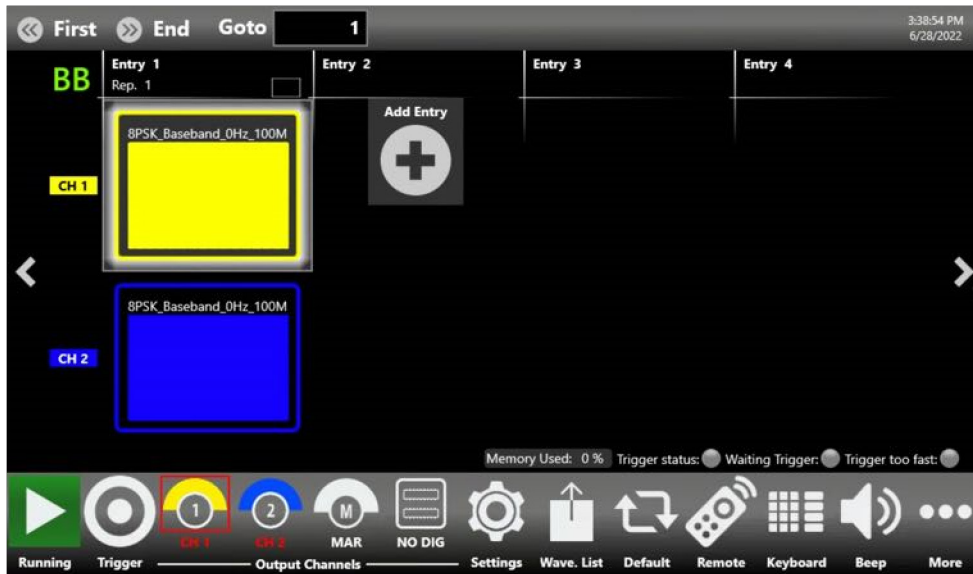 First End Goto 1
3:38:54 PM
6/28/2022
BB
Entry 1 Entry 2 Entry 3 Entry 4
Rep. 1
Add Entry
8PSK_Baseband_0Hz_100M
CH 1
8PSK_Baseband_0Hz_100M
CH 2
Memory Used: 0 % Trigger status: Waiting Trigger: Trigger too fast:
1 2 M
CH 1 CH 2 MAR NO DIG
Running Trigger Output Channels Settings Wave. List Default Remote Keyboard Beep More